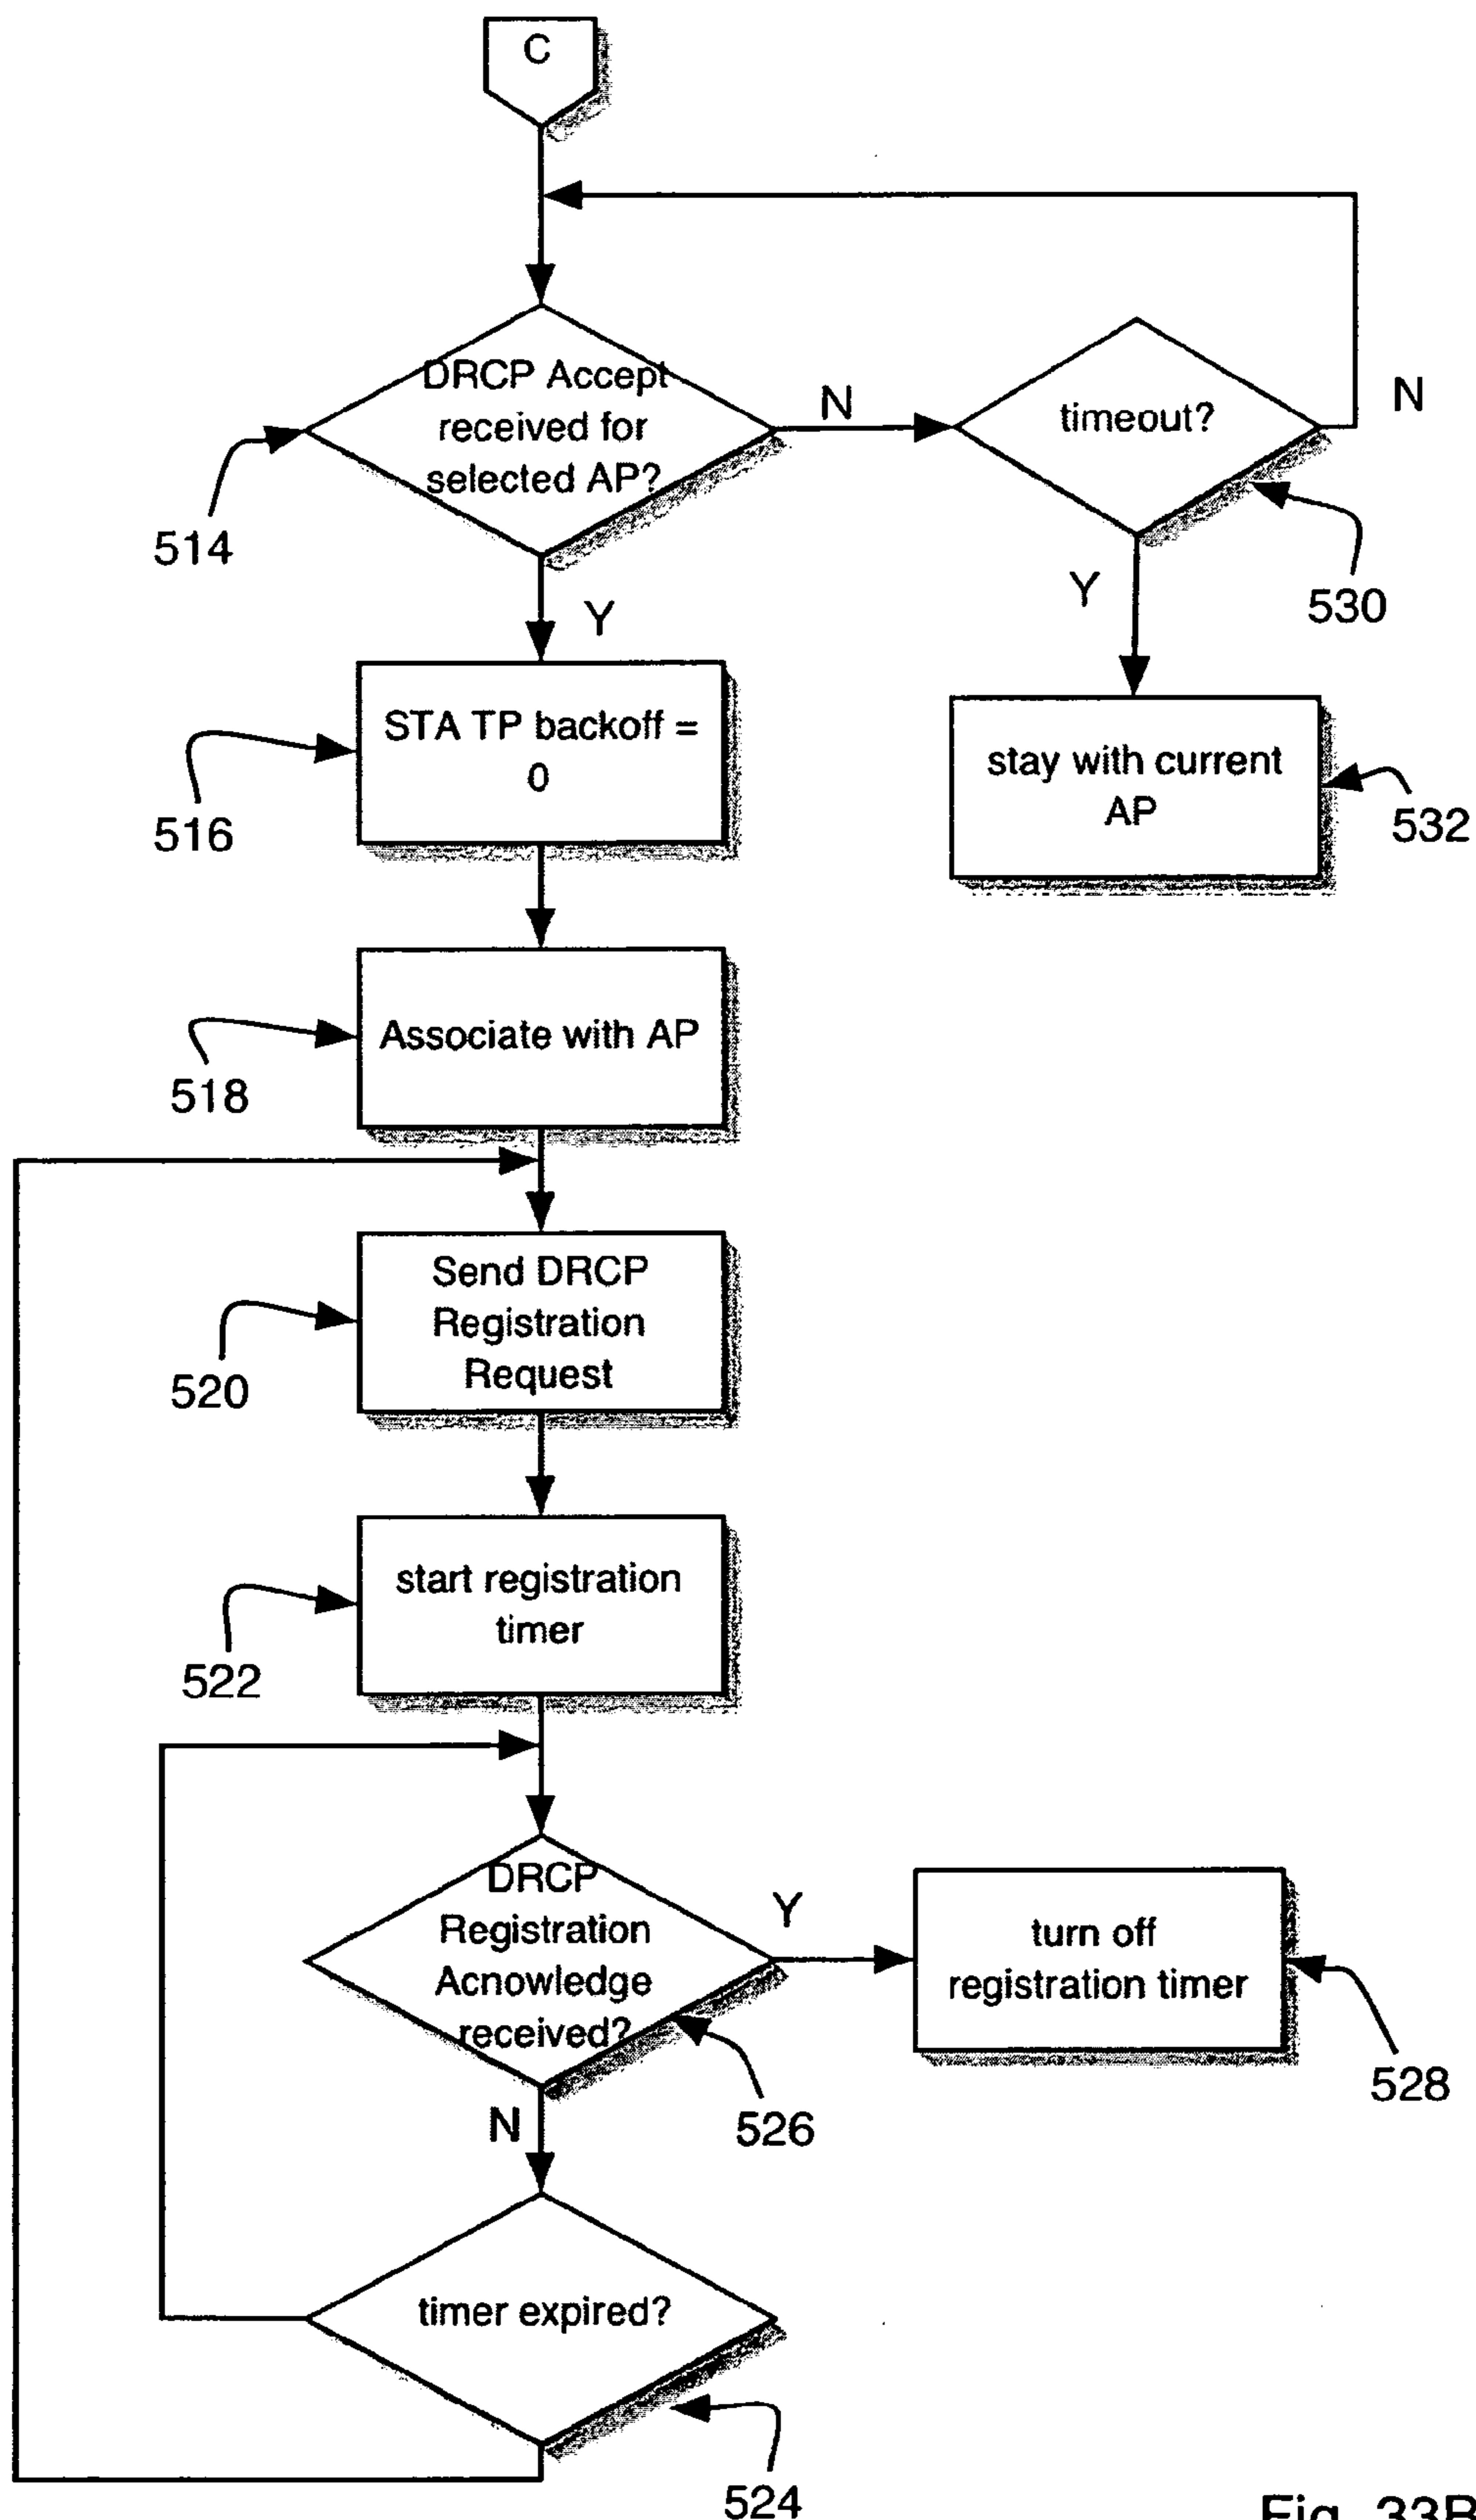 C
DRCP Accept
received for
selected AP?
N
timeout?
N
514
Y
Y
530
STA TP backoff =
0
516
stay with current
AP
532
Associate with AP
518
Send DRCP
Registration
Request
520
start registration
timer
522
DRCP
Registration
Acnowledge
received?
Y
turn off
registration timer
528
526
N
timer expired?
524
Fig. 33B